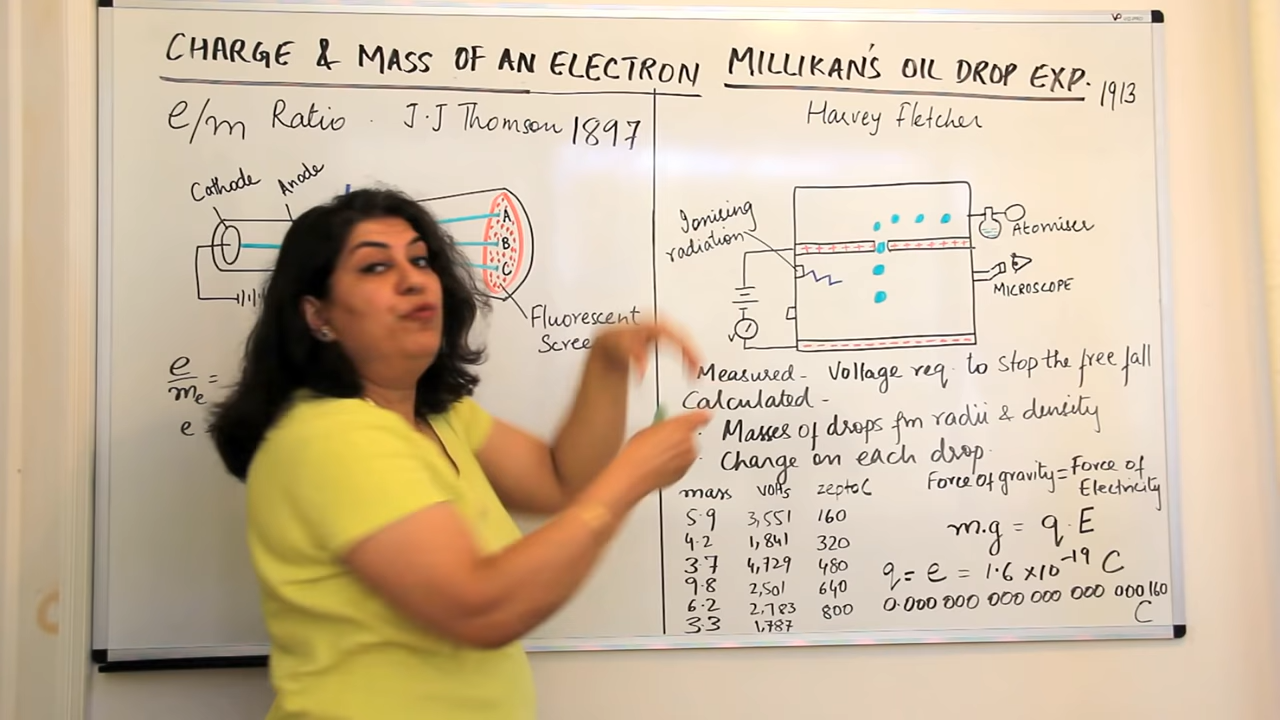 CHARGE & MASS OF AN ELECTRON
e/m Ratio . J.J Thomson 1897
Cathode
Anode
A
B
C
Fluorescent
Scree
e
me =
e
MILLIKAN'S OIL DROP EXP. 1913
Harvey Fletcher
Ionising
radiation
Atomiser
MICROSCOPE
V
Measured - Voltage req. to stop the free fall
Calculated -
· Masses of drops fm radii & density
· Change on each drop.
mass volts zeptoC
5.9 3,551 160
4.2 1,841 320
3.7 4,729 480
9.8 2,501 640
6.2 2,783 800
3.3 1,787
Force of gravity = Force of
Electricity
m.g = q.E
q = e = 1.6 x10-19 C
0.000 000 000 000 000 000 160
C